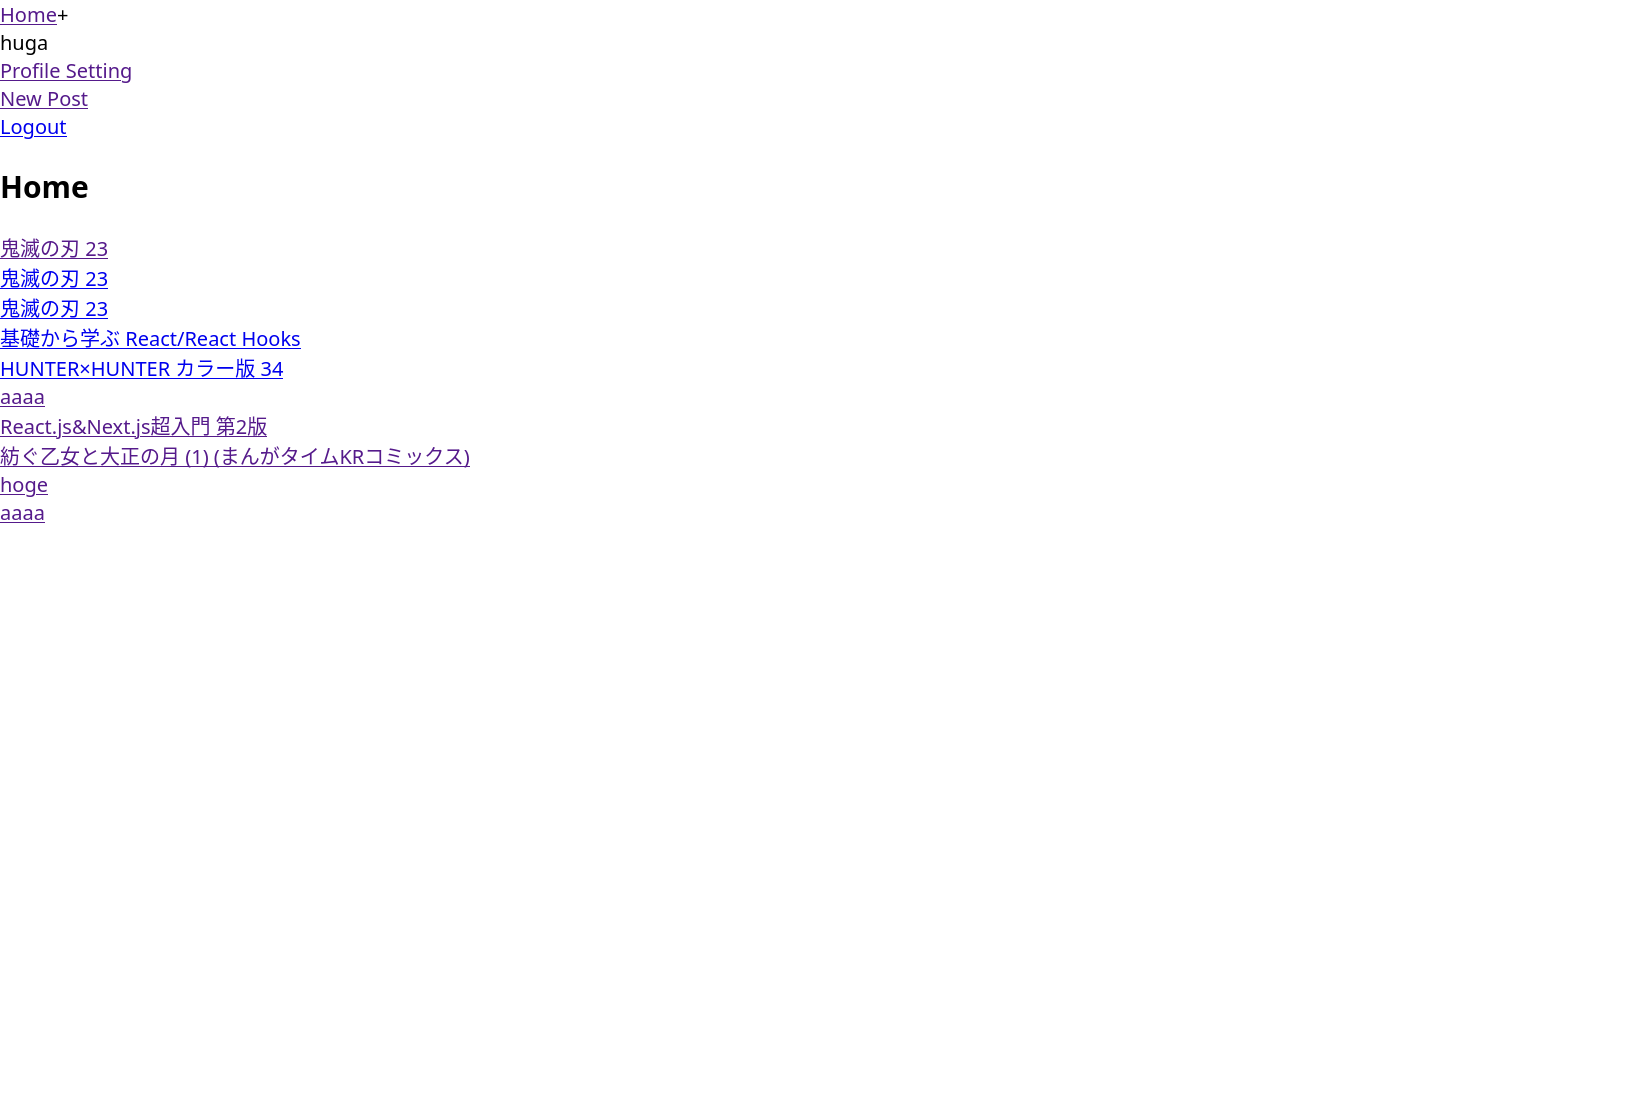 Home+
huga
Profile Setting
New Post
Logout
Home
鬼滅の刃 23
鬼滅の刃 23
鬼滅の刃 23
基礎から学ぶ React/React Hooks
HUNTER×HUNTER カラー版 34
aaaa
React.js&Next.js超入門 第2版
紡ぐ乙女と大正の月 (1) (まんがタイムKRコミックス)
hoge
aaaa